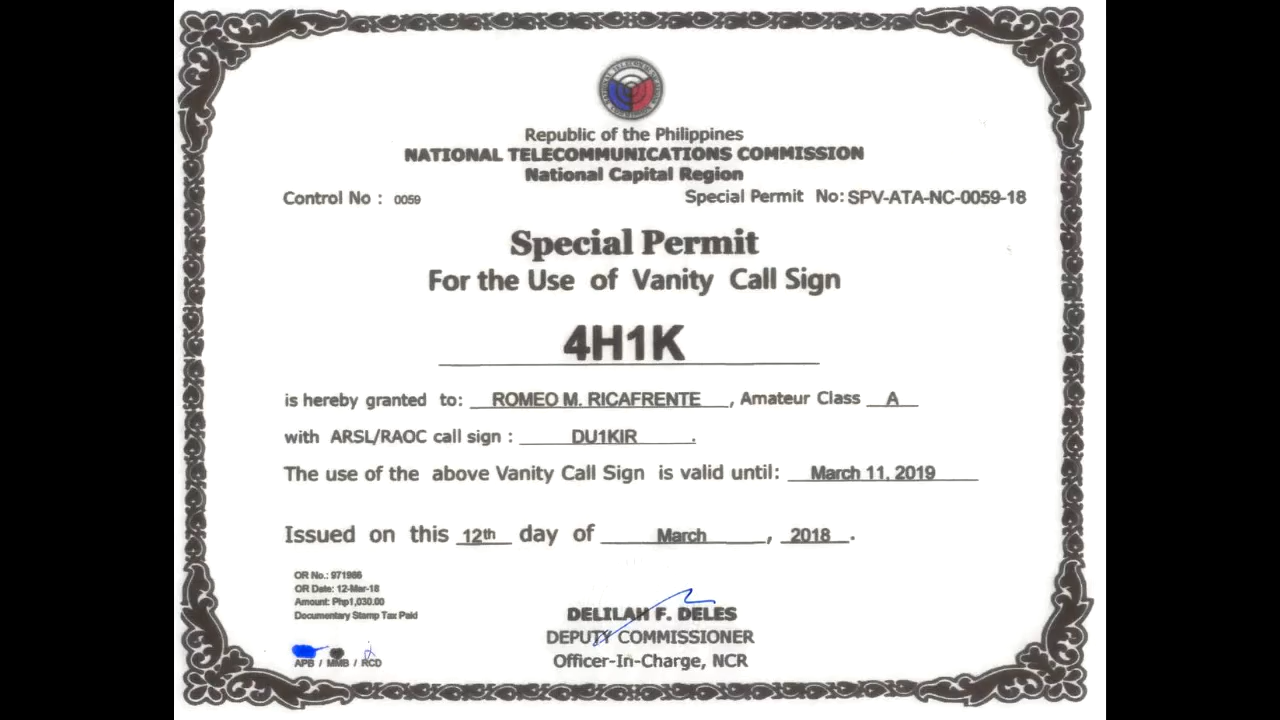 Republic of the Philippines
NATIONAL TELECOMMUNICATIONS COMMISSION
National Capital Region
Control No : 0059 Special Permit No: SPV-ATA-NC-0059-18
Special Permit
For the Use of Vanity Call Sign
4H1K
is hereby granted to: ROMEO M. RICAFRENTE , Amateur Class A
with ARSL/RAOC call sign : DU1KIR .
The use of the above Vanity Call Sign is valid until: March 11, 2019
Issued on this 12th day of March , 2018 .
OR No.: 971986
OR Date: 12-Mar-18
Amount: Php1,030.00
Documentary Stamp Tax Paid
DELILAH F. DELES
DEPUTY COMMISSIONER
Officer-In-Charge, NCR
APB / MMB / RCD